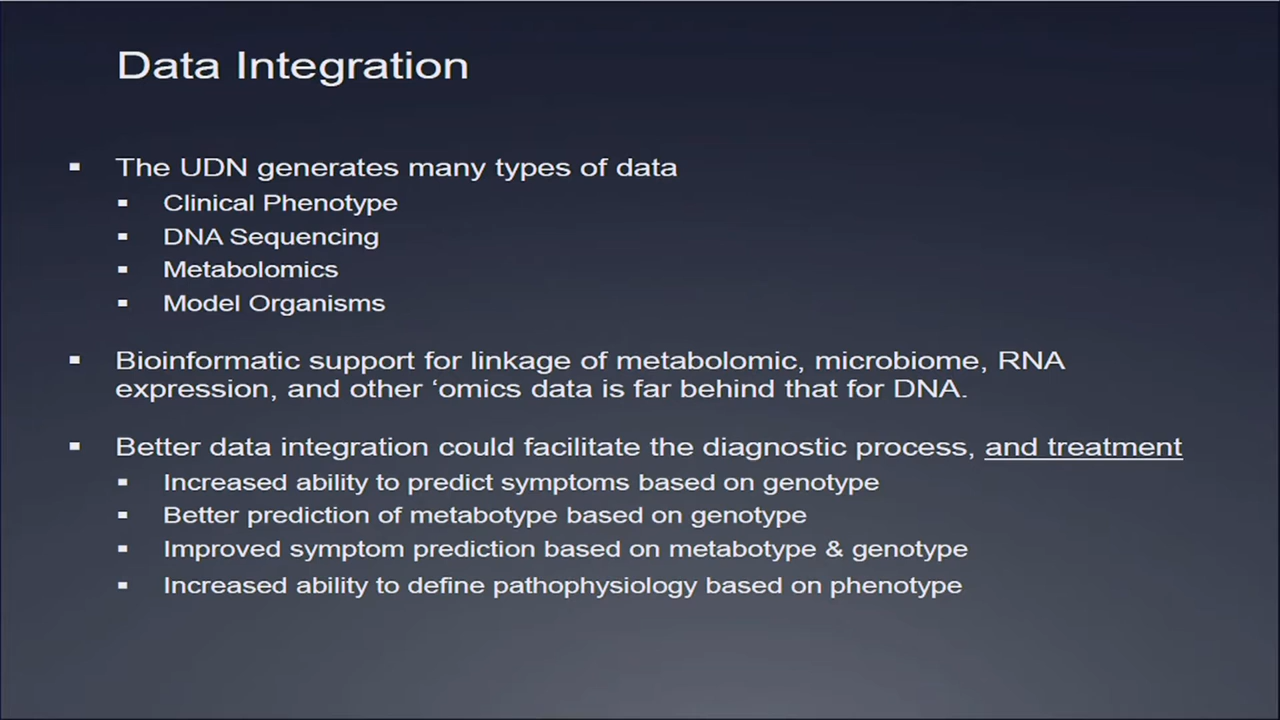 Data Integration
▪ The UDN generates many types of data
▪ Clinical Phenotype
▪ DNA Sequencing
▪ Metabolomics
▪ Model Organisms
▪ Bioinformatic support for linkage of metabolomic, microbiome, RNA
expression, and other ‘omics data is far behind that for DNA.
▪ Better data integration could facilitate the diagnostic process, and treatment
▪ Increased ability to predict symptoms based on genotype
▪ Better prediction of metabotype based on genotype
▪ Improved symptom prediction based on metabotype & genotype
▪ Increased ability to define pathophysiology based on phenotype